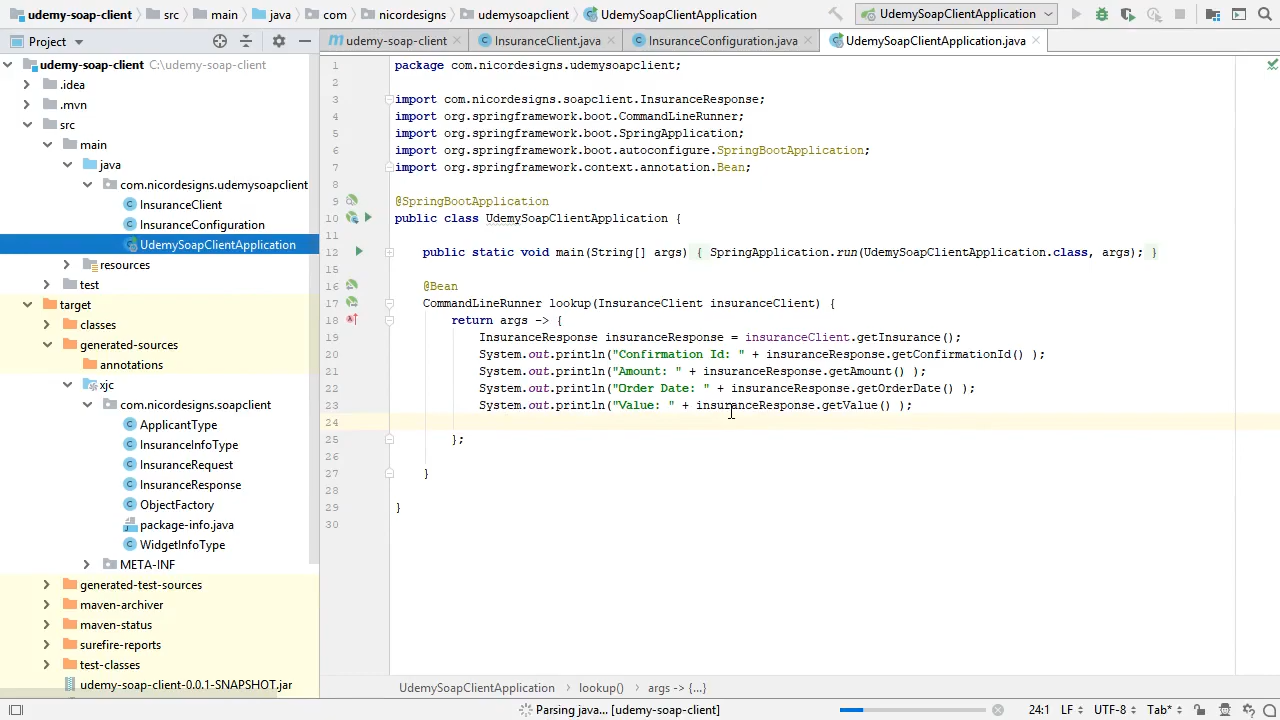 udemy-soap-client > src > main > java > com > nicordesigns > udemysoapclient > UdemySoapClientApplication
UdemySoapClientApplication
Project
udemy-soap-client
InsuranceClient.java
InsuranceConfiguration.java
UdemySoapClientApplication.java
udemy-soap-client C:\udemy-soap-client
.idea
.mvn
src
main
java
com.nicordesigns.udemysoapclient
InsuranceClient
InsuranceConfiguration
UdemySoapClientApplication
resources
test
target
classes
generated-sources
annotations
xjc
com.nicordesigns.soapclient
ApplicantType
InsuranceInfoType
InsuranceRequest
InsuranceResponse
ObjectFactory
package-info.java
WidgetInfoType
META-INF
generated-test-sources
maven-archiver
maven-status
surefire-reports
test-classes
udemy-soap-client-0.0.1-SNAPSHOT.jar
1 package com.nicordesigns.udemysoapclient;
2
3 import com.nicordesigns.soapclient.InsuranceResponse;
4 import org.springframework.boot.CommandLineRunner;
5 import org.springframework.boot.SpringApplication;
6 import org.springframework.boot.autoconfigure.SpringBootApplication;
7 import org.springframework.context.annotation.Bean;
8
9 @SpringBootApplication
10 public class UdemySoapClientApplication {
11
12 public static void main(String[] args) { SpringApplication.run(UdemySoapClientApplication.class, args); }
15
16 @Bean
17 CommandLineRunner lookup(InsuranceClient insuranceClient) {
18 return args -> {
19 InsuranceResponse insuranceResponse = insuranceClient.getInsurance();
20 System.out.println("Confirmation Id: " + insuranceResponse.getConfirmationId() );
21 System.out.println("Amount: " + insuranceResponse.getAmount() );
22 System.out.println("Order Date: " + insuranceResponse.getOrderDate() );
23 System.out.println("Value: " + insuranceResponse.getValue() );
24
25 };
26
27 }
28
29 }
30
UdemySoapClientApplication > lookup() > args -> {...}
Parsing java... [udemy-soap-client]
24:1 LF UTF-8 Tab*